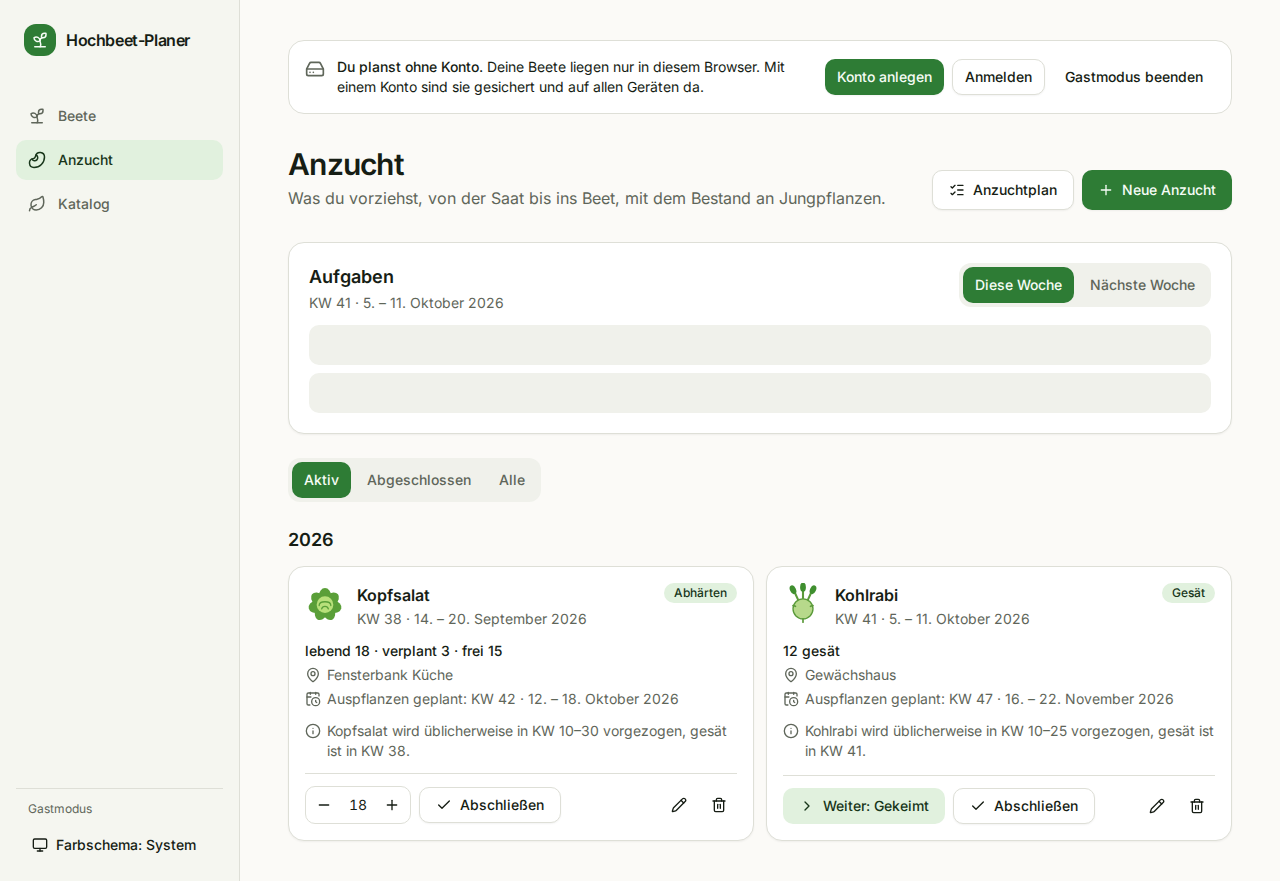 Hochbeet-Planer
Beete
Anzucht
Katalog
Gastmodus
Farbschema: System
Du planst ohne Konto. Deine Beete liegen nur in diesem Browser. Mit
einem Konto sind sie gesichert und auf allen Geräten da.
Konto anlegen
Anmelden
Gastmodus beenden
Anzucht
Was du vorziehst, von der Saat bis ins Beet, mit dem Bestand an Jungpflanzen.
Anzuchtplan
Neue Anzucht
Aufgaben
KW 41 · 5. – 11. Oktober 2026
Diese Woche
Nächste Woche
Aktiv
Abgeschlossen
Alle
2026
Kopfsalat
Abhärten
KW 38 · 14. – 20. September 2026
lebend 18 · verplant 3 · frei 15
Fensterbank Küche
Auspflanzen geplant: KW 42 · 12. – 18. Oktober 2026
Kopfsalat wird üblicherweise in KW 10–30 vorgezogen, gesät
ist in KW 38.
18
Abschließen
Kohlrabi
Gesät
KW 41 · 5. – 11. Oktober 2026
12 gesät
Gewächshaus
Auspflanzen geplant: KW 47 · 16. – 22. November 2026
Kohlrabi wird üblicherweise in KW 10–25 vorgezogen, gesät ist
in KW 41.
Weiter: Gekeimt
Abschließen